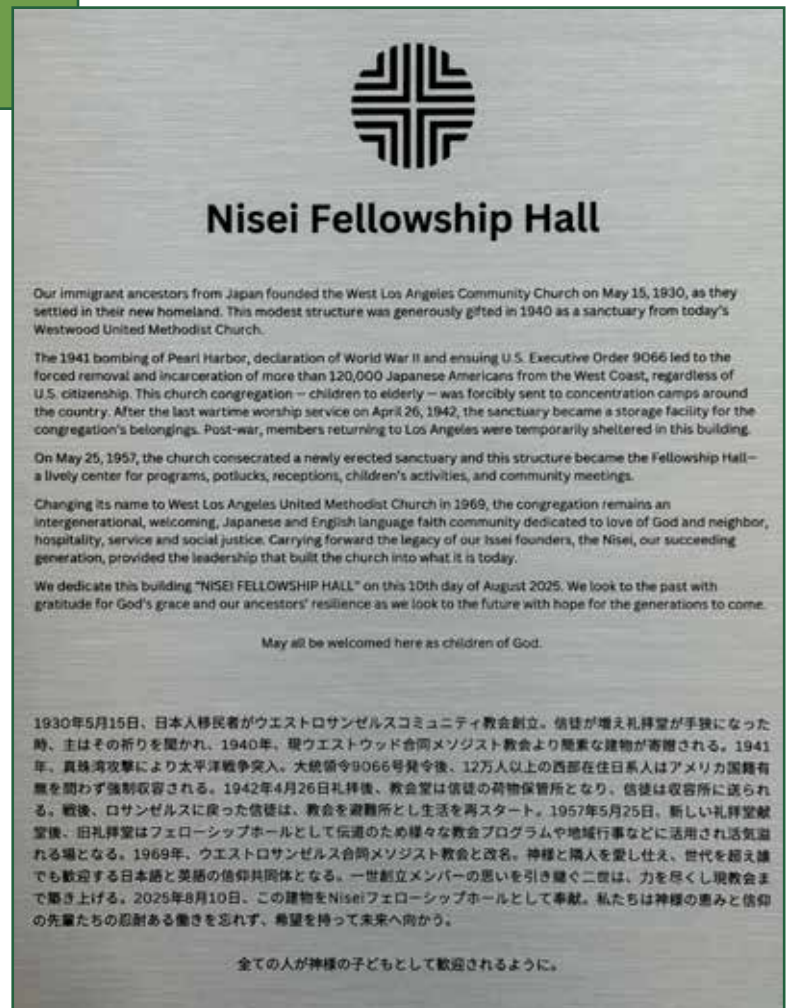 Nisei Fellowship Hall
Our immigrant ancestors from Japan founded the West Los Angeles Community Church on May 15, 1930, as they
settled in their new homeland. This modest structure was generously gifted in 1940 as a sanctuary from today's
Westwood United Methodist Church.
The 1941 bombing of Pearl Harbor, declaration of World War II and ensuing U.S. Executive Order 9066 led to the
forced removal and incarceration of more than 120,000 Japanese Americans from the West Coast, regardless of
U.S. citizenship. This church congregation — children to elderly — was forcibly sent to concentration camps around
the country. After the last wartime worship service on April 26, 1942, the sanctuary became a storage facility for the
congregation's belongings. Post-war, members returning to Los Angeles were temporarily sheltered in this building.
On May 25, 1957, the church consecrated a newly erected sanctuary and this structure became the Fellowship Hall—
a lively center for programs, potlucks, receptions, children's activities, and community meetings.
Changing its name to West Los Angeles United Methodist Church in 1969, the congregation remains an
intergenerational, welcoming, Japanese and English language faith community dedicated to love of God and neighbor,
hospitality, service and social justice. Carrying forward the legacy of our Issei founders, the Nisei, our succeeding
generation, provided the leadership that built the church into what it is today.
We dedicate this building "NISEI FELLOWSHIP HALL" on this 10th day of August 2025. We look to the past with
gratitude for God's grace and our ancestors' resilience as we look to the future with hope for the generations to come.
May all be welcomed here as children of God.
1930年5月15日、日本人移民者がウエストロサンゼルスコミュニティ教会創立。信徒が増え礼拝堂が手狭になった
時、主はその祈りを聞かれ、1940年、現ウエストウッド合同メソジスト教会より簡素な建物が寄贈される。1941
年、真珠湾攻撃により太平洋戦争突入。大統領令9066号発令後、12万人以上の西部在住日系人はアメリカ国籍有
無を問わず強制収容される。1942年4月26日礼拝後、教会堂は信徒の荷物保管所となり、信徒は収容所に送られ
る。戦後、ロサンゼルスに戻った信徒は、教会を避難所とし生活を再スタート。1957年5月25日、新しい礼拝堂献
堂後、旧礼拝堂はフェローシップホールとして伝道のため様々な教会プログラムや地域行事などに活用され活気溢
れる場となる。1969年、ウエストロサンゼルス合同メソジスト教会と改名。神様と隣人を愛し仕え、世代を超え誰
でも歓迎する日本語と英語の信仰共同体となる。一世創立メンバーの思いを引き継ぐ二世は、力を尽くし現教会ま
で築き上げる。2025年8月10日、この建物をNiseiフェローシップホールとして奉献。私たちは神様の恵みと信仰
の先輩たちの忍耐ある働きを忘れず、希望を持って未来へ向かう。
全ての人が神様の子どもとして歓迎されるように。